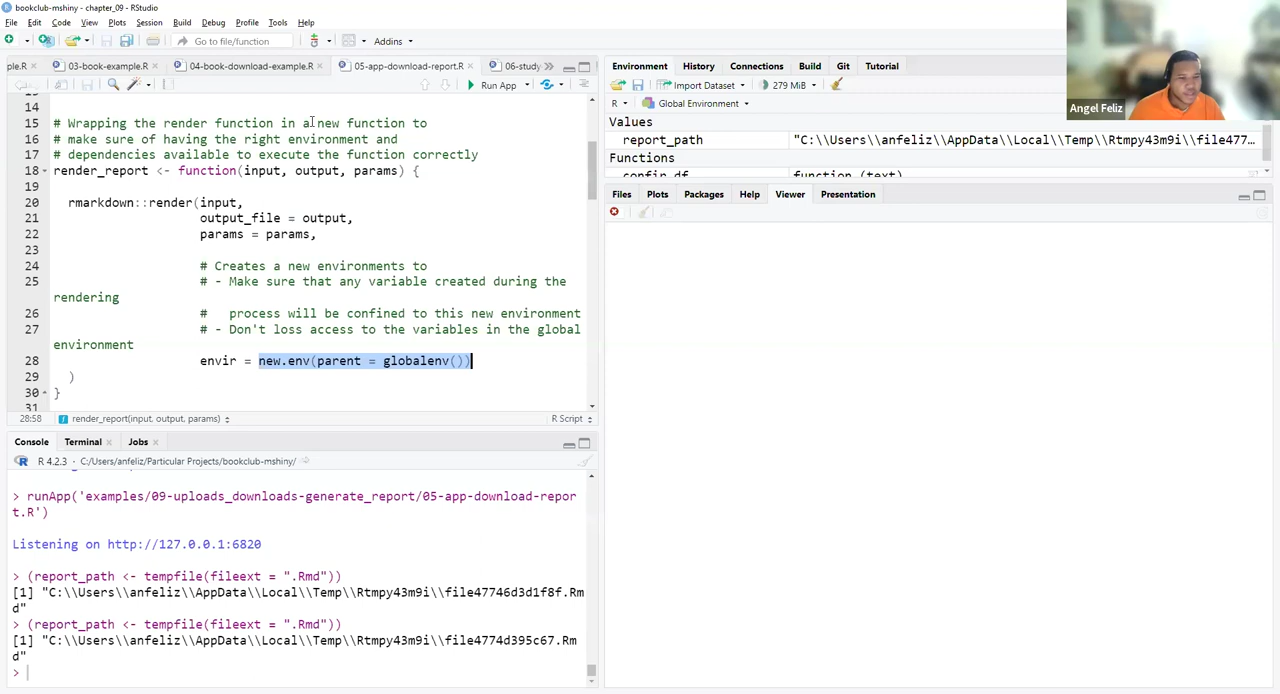 bookclub-mshiny - chapter_09 - RStudio
File Edit Code View Plots Session Build Debug Profile Tools Help
Go to file/function Addins
ple.R 03-book-example.R 04-book-download-example.R 05-app-download-report.R 06-study
Run App
14
15 # Wrapping the render function in a new function to
16 # make sure of having the right environment and
17 # dependencies available to execute the function correctly
18 render_report <- function(input, output, params) {
19
20 rmarkdown::render(input,
21 output_file = output,
22 params = params,
23
24 # Creates a new environments to
25 # - Make sure that any variable created during the
rendering
26 # process will be confined to this new environment
27 # - Don't loss access to the variables in the global
environment
28 envir = new.env(parent = globalenv())
29 )
30 }
31
28:58 render_report(input, output, params) R Script
Console Terminal Jobs
R 4.2.3 · C:/Users/anfeliz/Particular Projects/bookclub-mshiny/
> runApp('examples/09-uploads_downloads-generate_report/05-app-download-repor
t.R')
Listening on http://127.0.0.1:6820
> (report_path <- tempfile(fileext = ".Rmd"))
[1] "C:\\Users\\anfeliz\\AppData\\Local\\Temp\\Rtmpy43m9i\\file47746d3d1f8f.Rm
d"
> (report_path <- tempfile(fileext = ".Rmd"))
[1] "C:\\Users\\anfeliz\\AppData\\Local\\Temp\\Rtmpy43m9i\\file4774d395c67.Rm
d"
>
Environment History Connections Build Git Tutorial
Import Dataset 279 MiB
R Global Environment
Values
report_path "C:\\Users\\anfeliz\\AppData\\Local\\Temp\\Rtmpy43m9i\\file477…
Functions
confir_df function (text)
Files Plots Packages Help Viewer Presentation
Angel Feliz